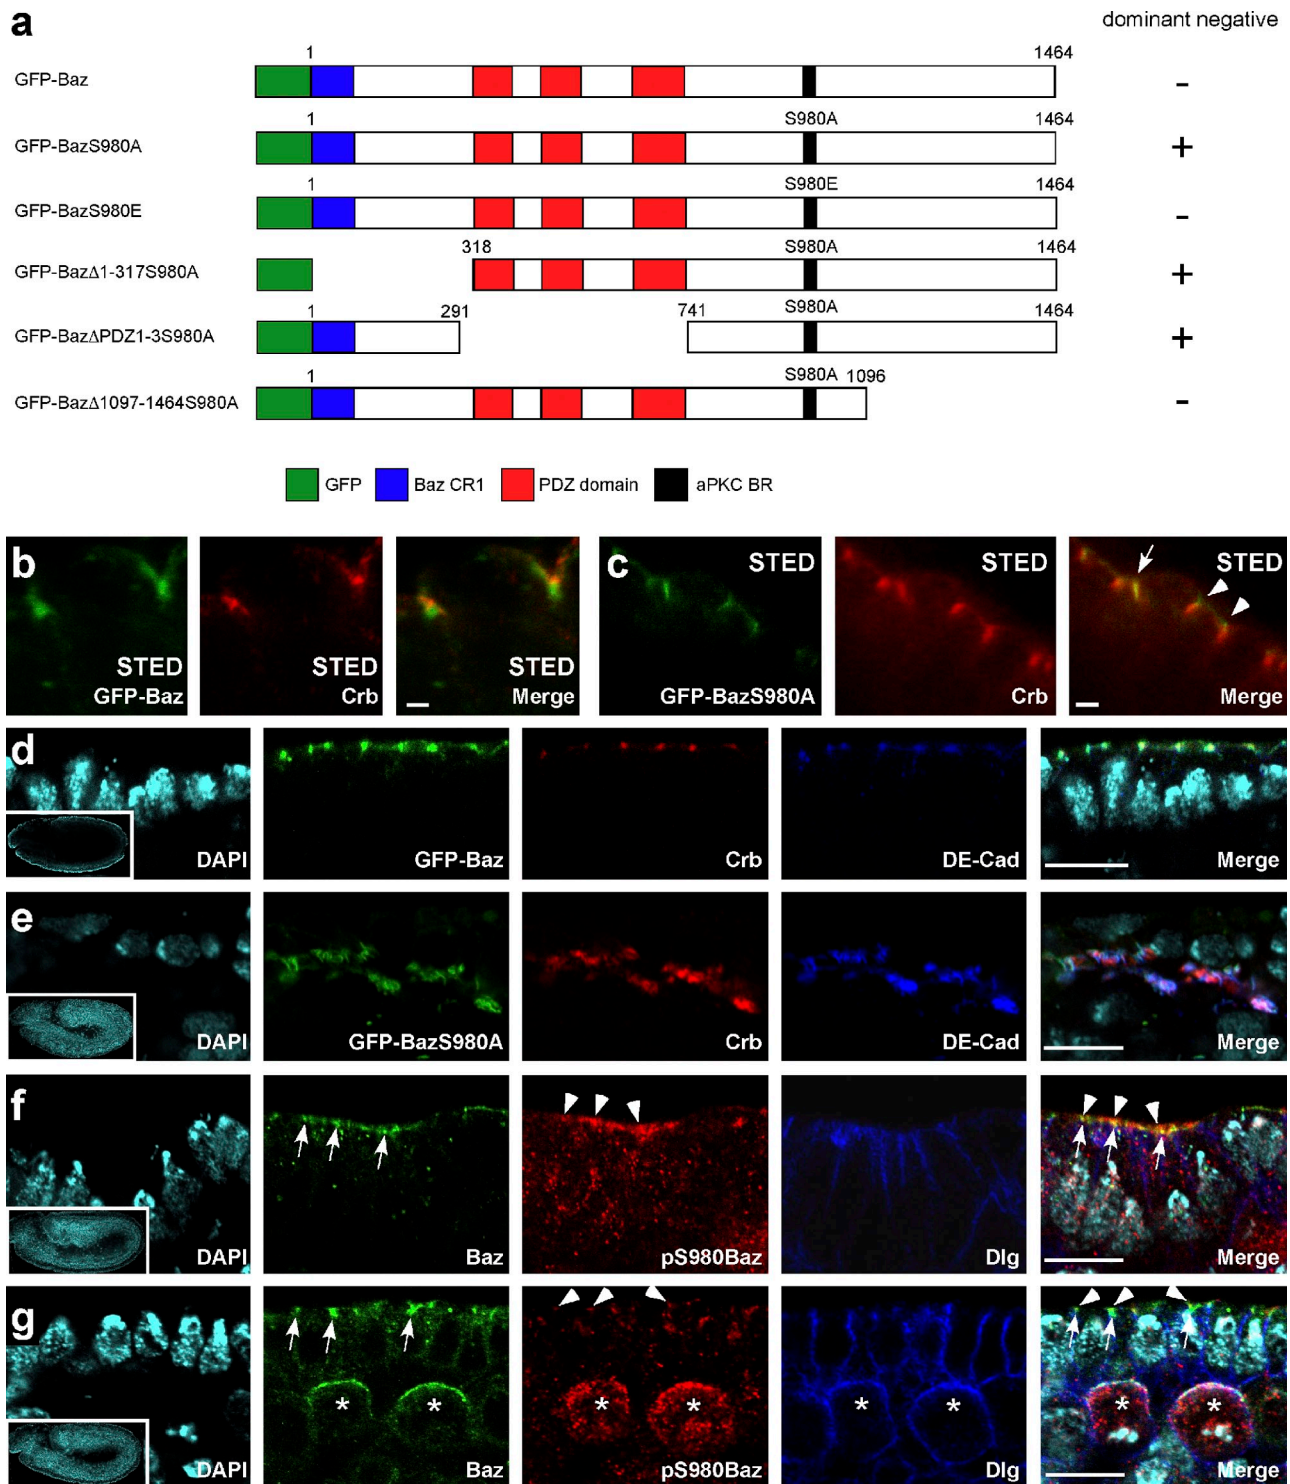 a
dominant negative
1 1464
GFP-Baz -
1 S980A 1464
GFP-BazS980A +
1 S980E 1464
GFP-BazS980E -
318 S980A 1464
GFP-BazΔ1-317S980A +
1 291 741 S980A 1464
GFP-BazΔPDZ1-3S980A +
1 S980A 1096
GFP-BazΔ1097-1464S980A -
GFP Baz CR1 PDZ domain aPKC BR
b STED GFP-Baz
STED Crb
STED Merge
c STED GFP-BazS980A
STED Crb
STED Merge
d DAPI GFP-Baz Crb DE-Cad Merge
e DAPI GFP-BazS980A Crb DE-Cad Merge
f DAPI Baz pS980Baz Dlg Merge
g DAPI Baz pS980Baz Dlg Merge
* * * * * * * *